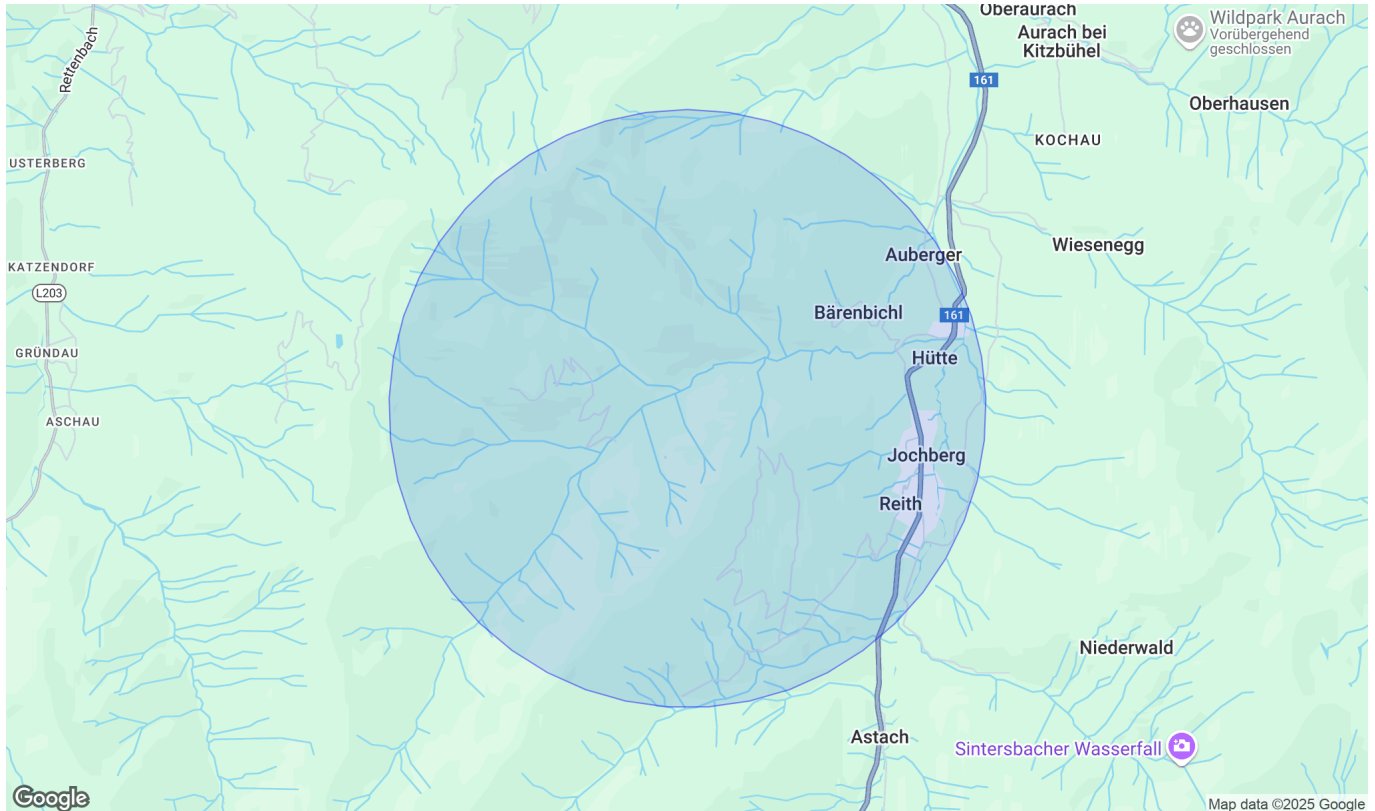 Oberaurach
Wildpark Aurach
Vorübergehend
geschlossen
Aurach bei
Kitzbühel
Rettenbach
161
Oberhausen
KOCHAU
USTERBERG
Wiesenegg
Auberger
KATZENDORF
L203
Bärenbichl
161
GRÜNDAU
Hütte
ASCHAU
Jochberg
Reith
Niederwald
Astach
Sintersbacher Wasserfall
Google
Map data ©2025 Google